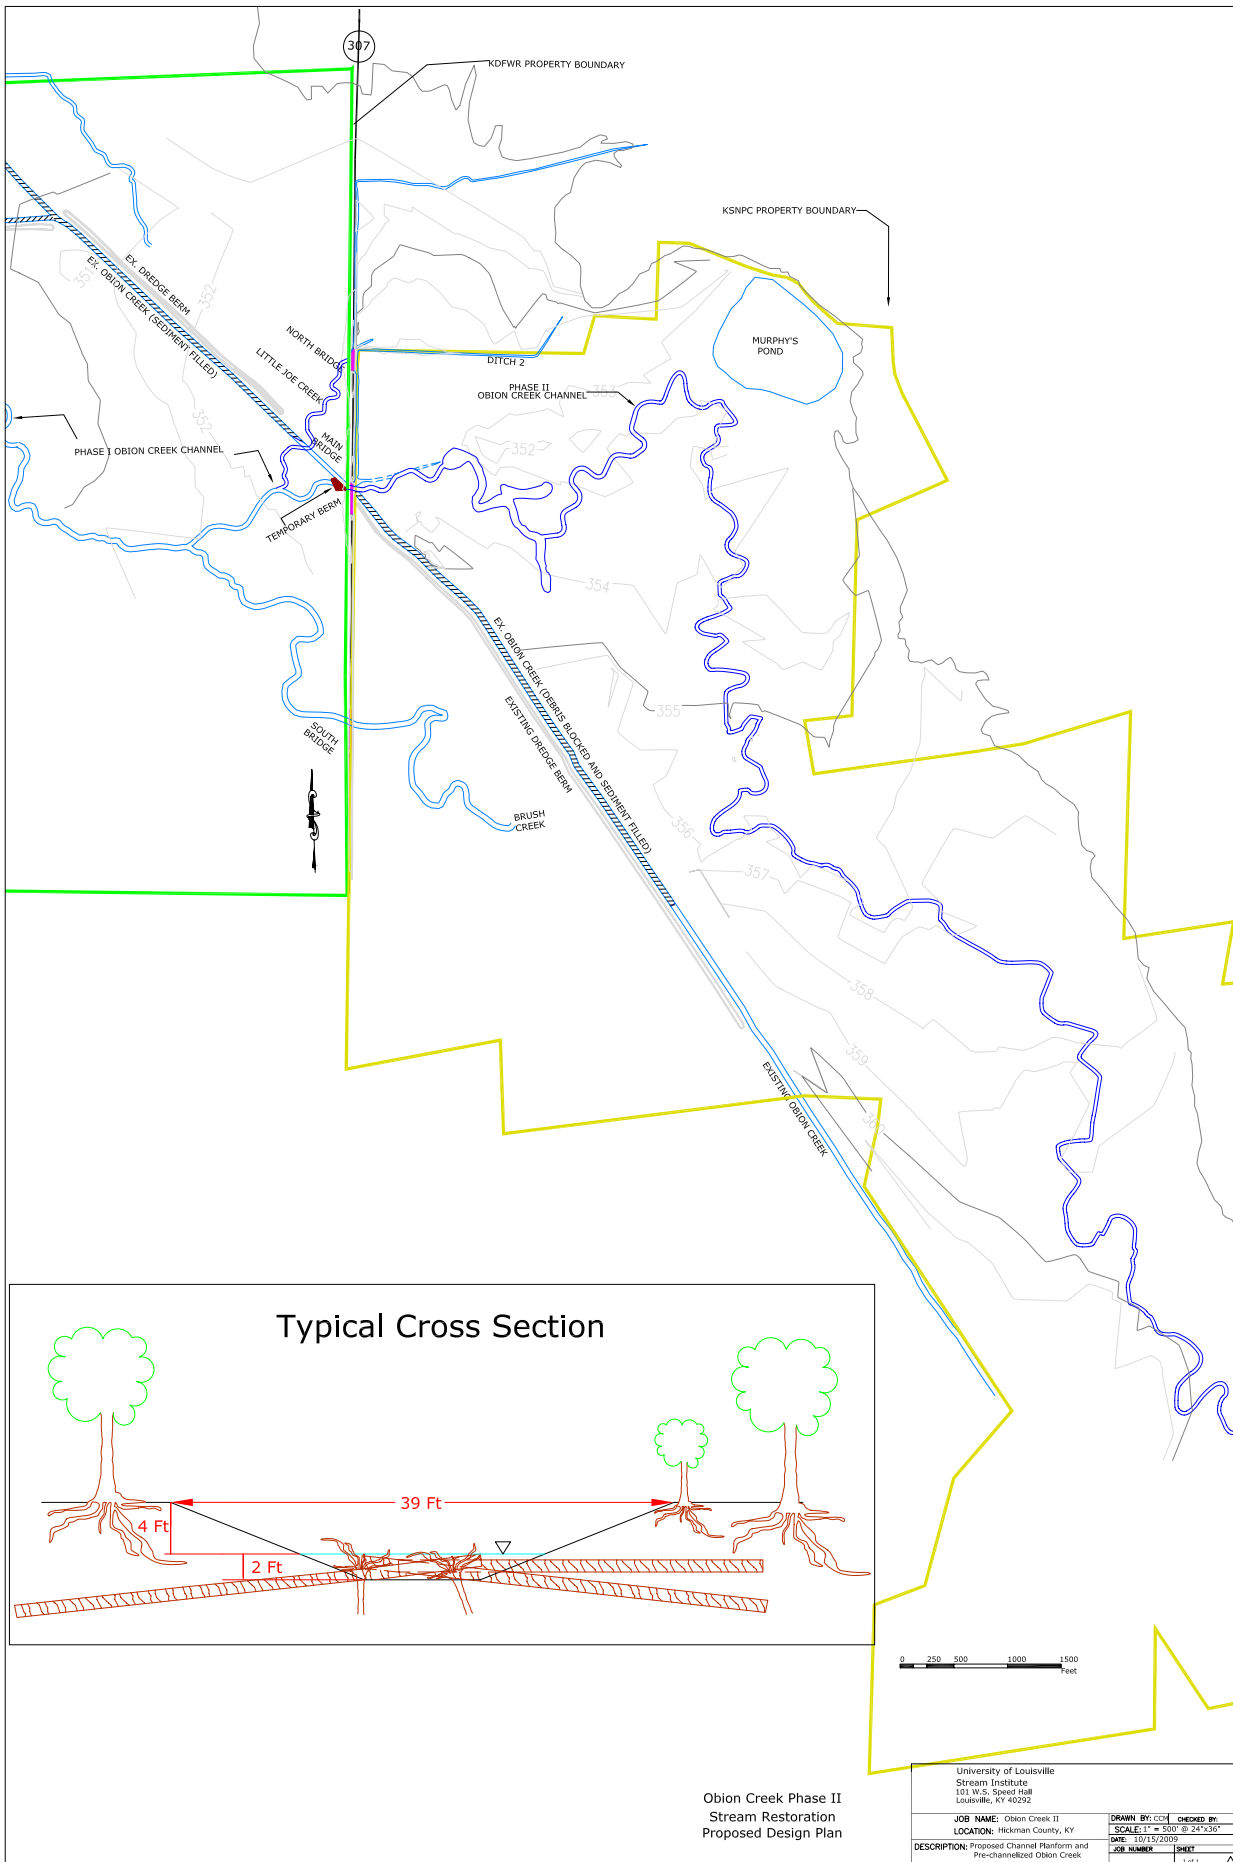 307
KDFWR PROPERTY BOUNDARY
KSNPC PROPERTY BOUNDARY
351
352
EX. DREDGE BERM
EX. OBION CREEK (SEDIMENT FILLED)
NORTH BRIDGE
LITTLE JOE CREEK
DITCH 2
MURPHY'S
POND
PHASE II
OBION CREEK CHANNEL
353
352
352
MAIN
BRIDGE
PHASE I OBION CREEK CHANNEL
TEMPORARY BERM
354
EX. OBION CREEK (DEBRIS BLOCKED AND SEDIMENT FILLED)
EXISTING DREDGE BERM
355
SOUTH
BRIDGE
BRUSH
CREEK
356
357
358
359
EXISTING OBION CREEK
360
Typical Cross Section
39 Ft
4 Ft
2 Ft
0 250 500 1000 1500
Feet
Obion Creek Phase II
Stream Restoration
Proposed Design Plan
University of Louisville
Stream Institute
101 W.S. Speed Hall
Louisville, KY 40292
JOB NAME: Obion Creek II
LOCATION: Hickman County, KY
DESCRIPTION: Proposed Channel Planform and
Pre-channelized Obion Creek
DRAWN BY: CCM CHECKED BY:
SCALE: 1" = 500' @ 24"x36"
DATE: 10/15/2009
JOB NUMBER SHEET